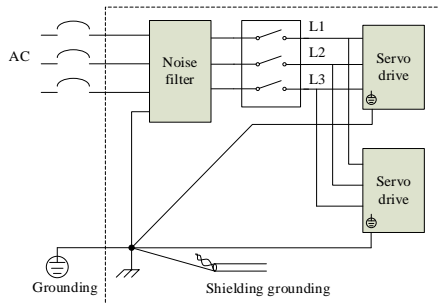 L1
AC
Noise
filter
L2
L3
Servo
drive
Servo
drive
Grounding
Shielding grounding